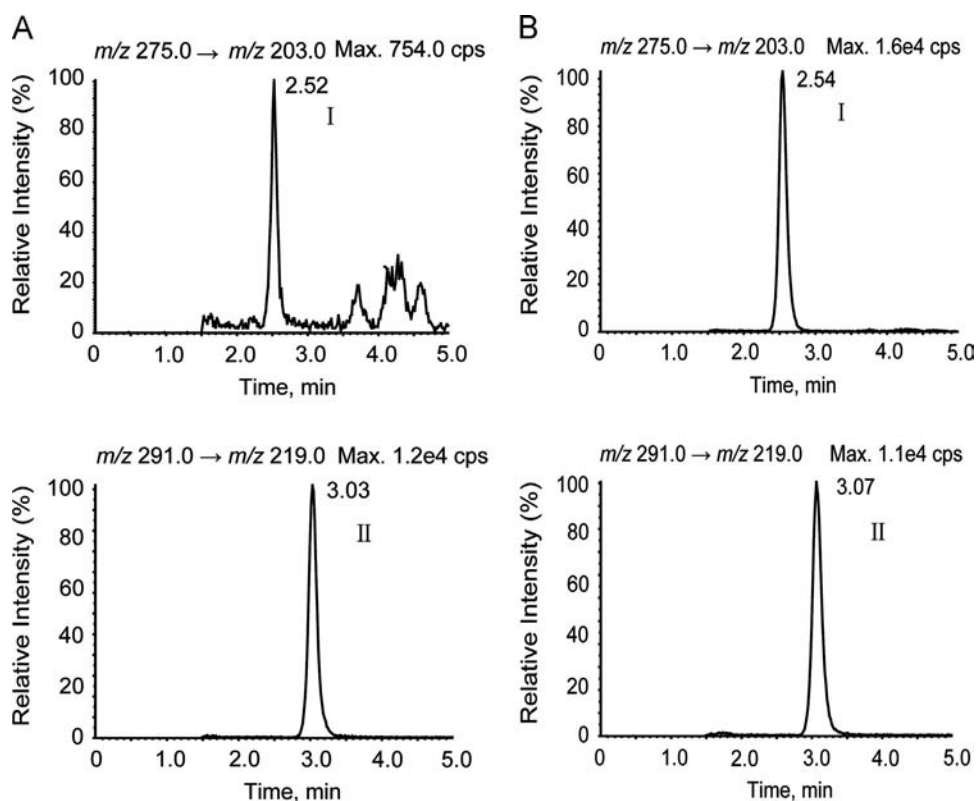 A
m/z 275.0 → m/z 203.0 Max. 754.0 cps
Relative Intensity (%)
100
80
60
40
20
0
2.52
I
0 1.0 2.0 3.0 4.0 5.0
Time, min
B
m/z 275.0 → m/z 203.0 Max. 1.6e4 cps
Relative Intensity (%)
100
80
60
40
20
0
2.54
I
0 1.0 2.0 3.0 4.0 5.0
Time, min
m/z 291.0 → m/z 219.0 Max. 1.2e4 cps
Relative Intensity (%)
100
80
60
40
20
0
3.03
II
0 1.0 2.0 3.0 4.0 5.0
Time, min
m/z 291.0 → m/z 219.0 Max. 1.1e4 cps
Relative Intensity (%)
100
80
60
40
20
0
3.07
II
0 1.0 2.0 3.0 4.0 5.0
Time, min